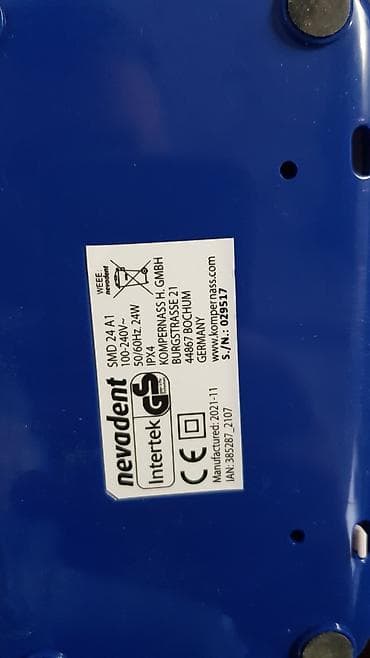 nevadent
Intertek GS
Manufactured: 2021-11
IAN: 385287_2107
SMD 24 A1
100-240V~
50/60Hz 24W
IPX4
KOMPERNASS H. GMBH
BURGSTRASSE 21
44867 BOCHUM
GERMANY
www.kompernass.com
S./N.: 029517
WEEE.
nevadent
CE